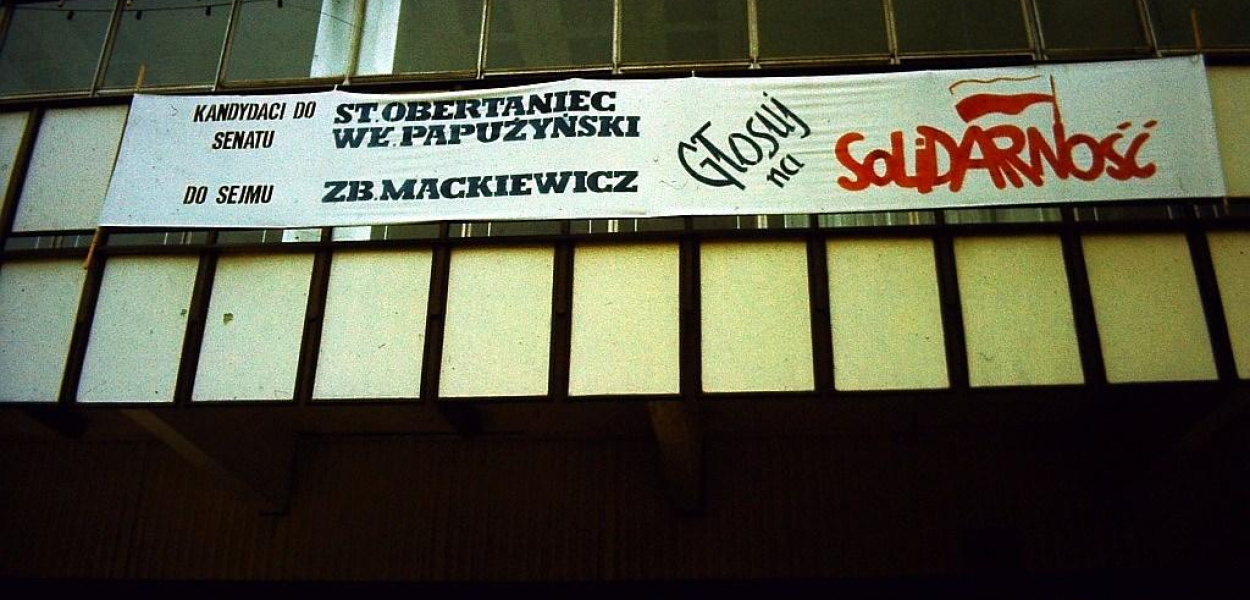 KANDYDACI DO ST.OBERTANIEC
SENATU WŁ.PAPUŻYŃSKI
DO SEJMU ZB.MACKIEWICZ
Głosuj
na
SOLiDARNOŚĆ